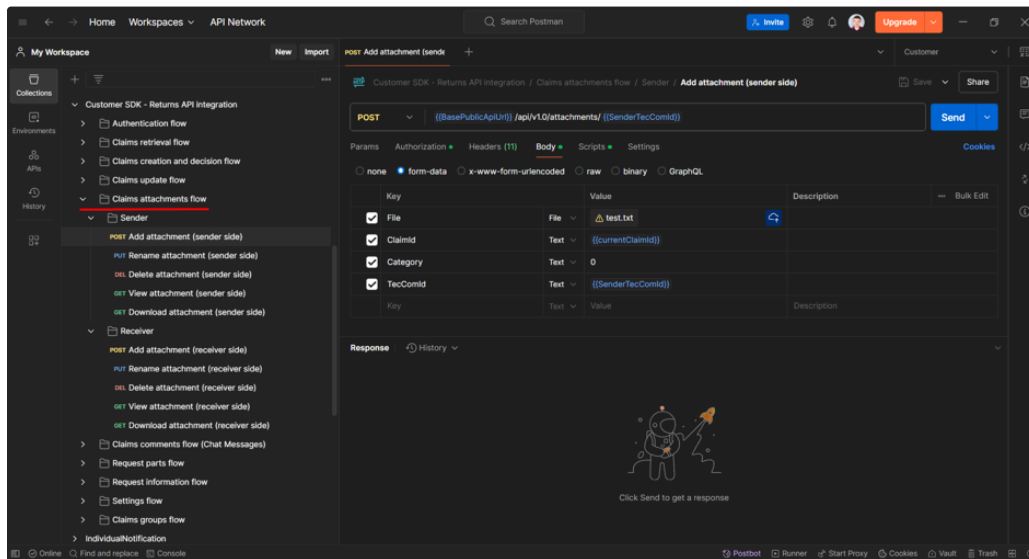 Home Workspaces API Network Search Postman Invite Upgrade
My Workspace New Import POST Add attachment (sende Customer
Collections
Environments
APIs
History
Customer SDK - Returns API integration
Authentication flow
Claims retrieval flow
Claims creation and decision flow
Claims update flow
Claims attachments flow
Sender
POST Add attachment (sender side)
PUT Rename attachment (sender side)
DEL Delete attachment (sender side)
GET View attachment (sender side)
GET Download attachment (sender side)
Receiver
POST Add attachment (receiver side)
PUT Rename attachment (receiver side)
DEL Delete attachment (receiver side)
GET View attachment (receiver side)
GET Download attachment (receiver side)
Claims comments flow (Chat Messages)
Request parts flow
Request information flow
Settings flow
Claims groups flow
IndividualNotification
Customer SDK - Returns API integration / Claims attachments flow / Sender / Add attachment (sender side) Save Share
POST {{BasePublicApiUrl}} /api/v1.0/attachments/ {{SenderTecComId}} Send
Params Authorization Headers (11) Body Scripts Settings Cookies
none form-data x-www-form-urlencoded raw binary GraphQL
Key Value Description Bulk Edit
File File test.txt
ClaimId Text {{currentClaimId}}
Category Text 0
TecComId Text {{SenderTecComId}}
Key Text Value Description
Response History
Click Send to get a response
Online Find and replace Console Postbot Runner Start Proxy Cookies Vault Trash